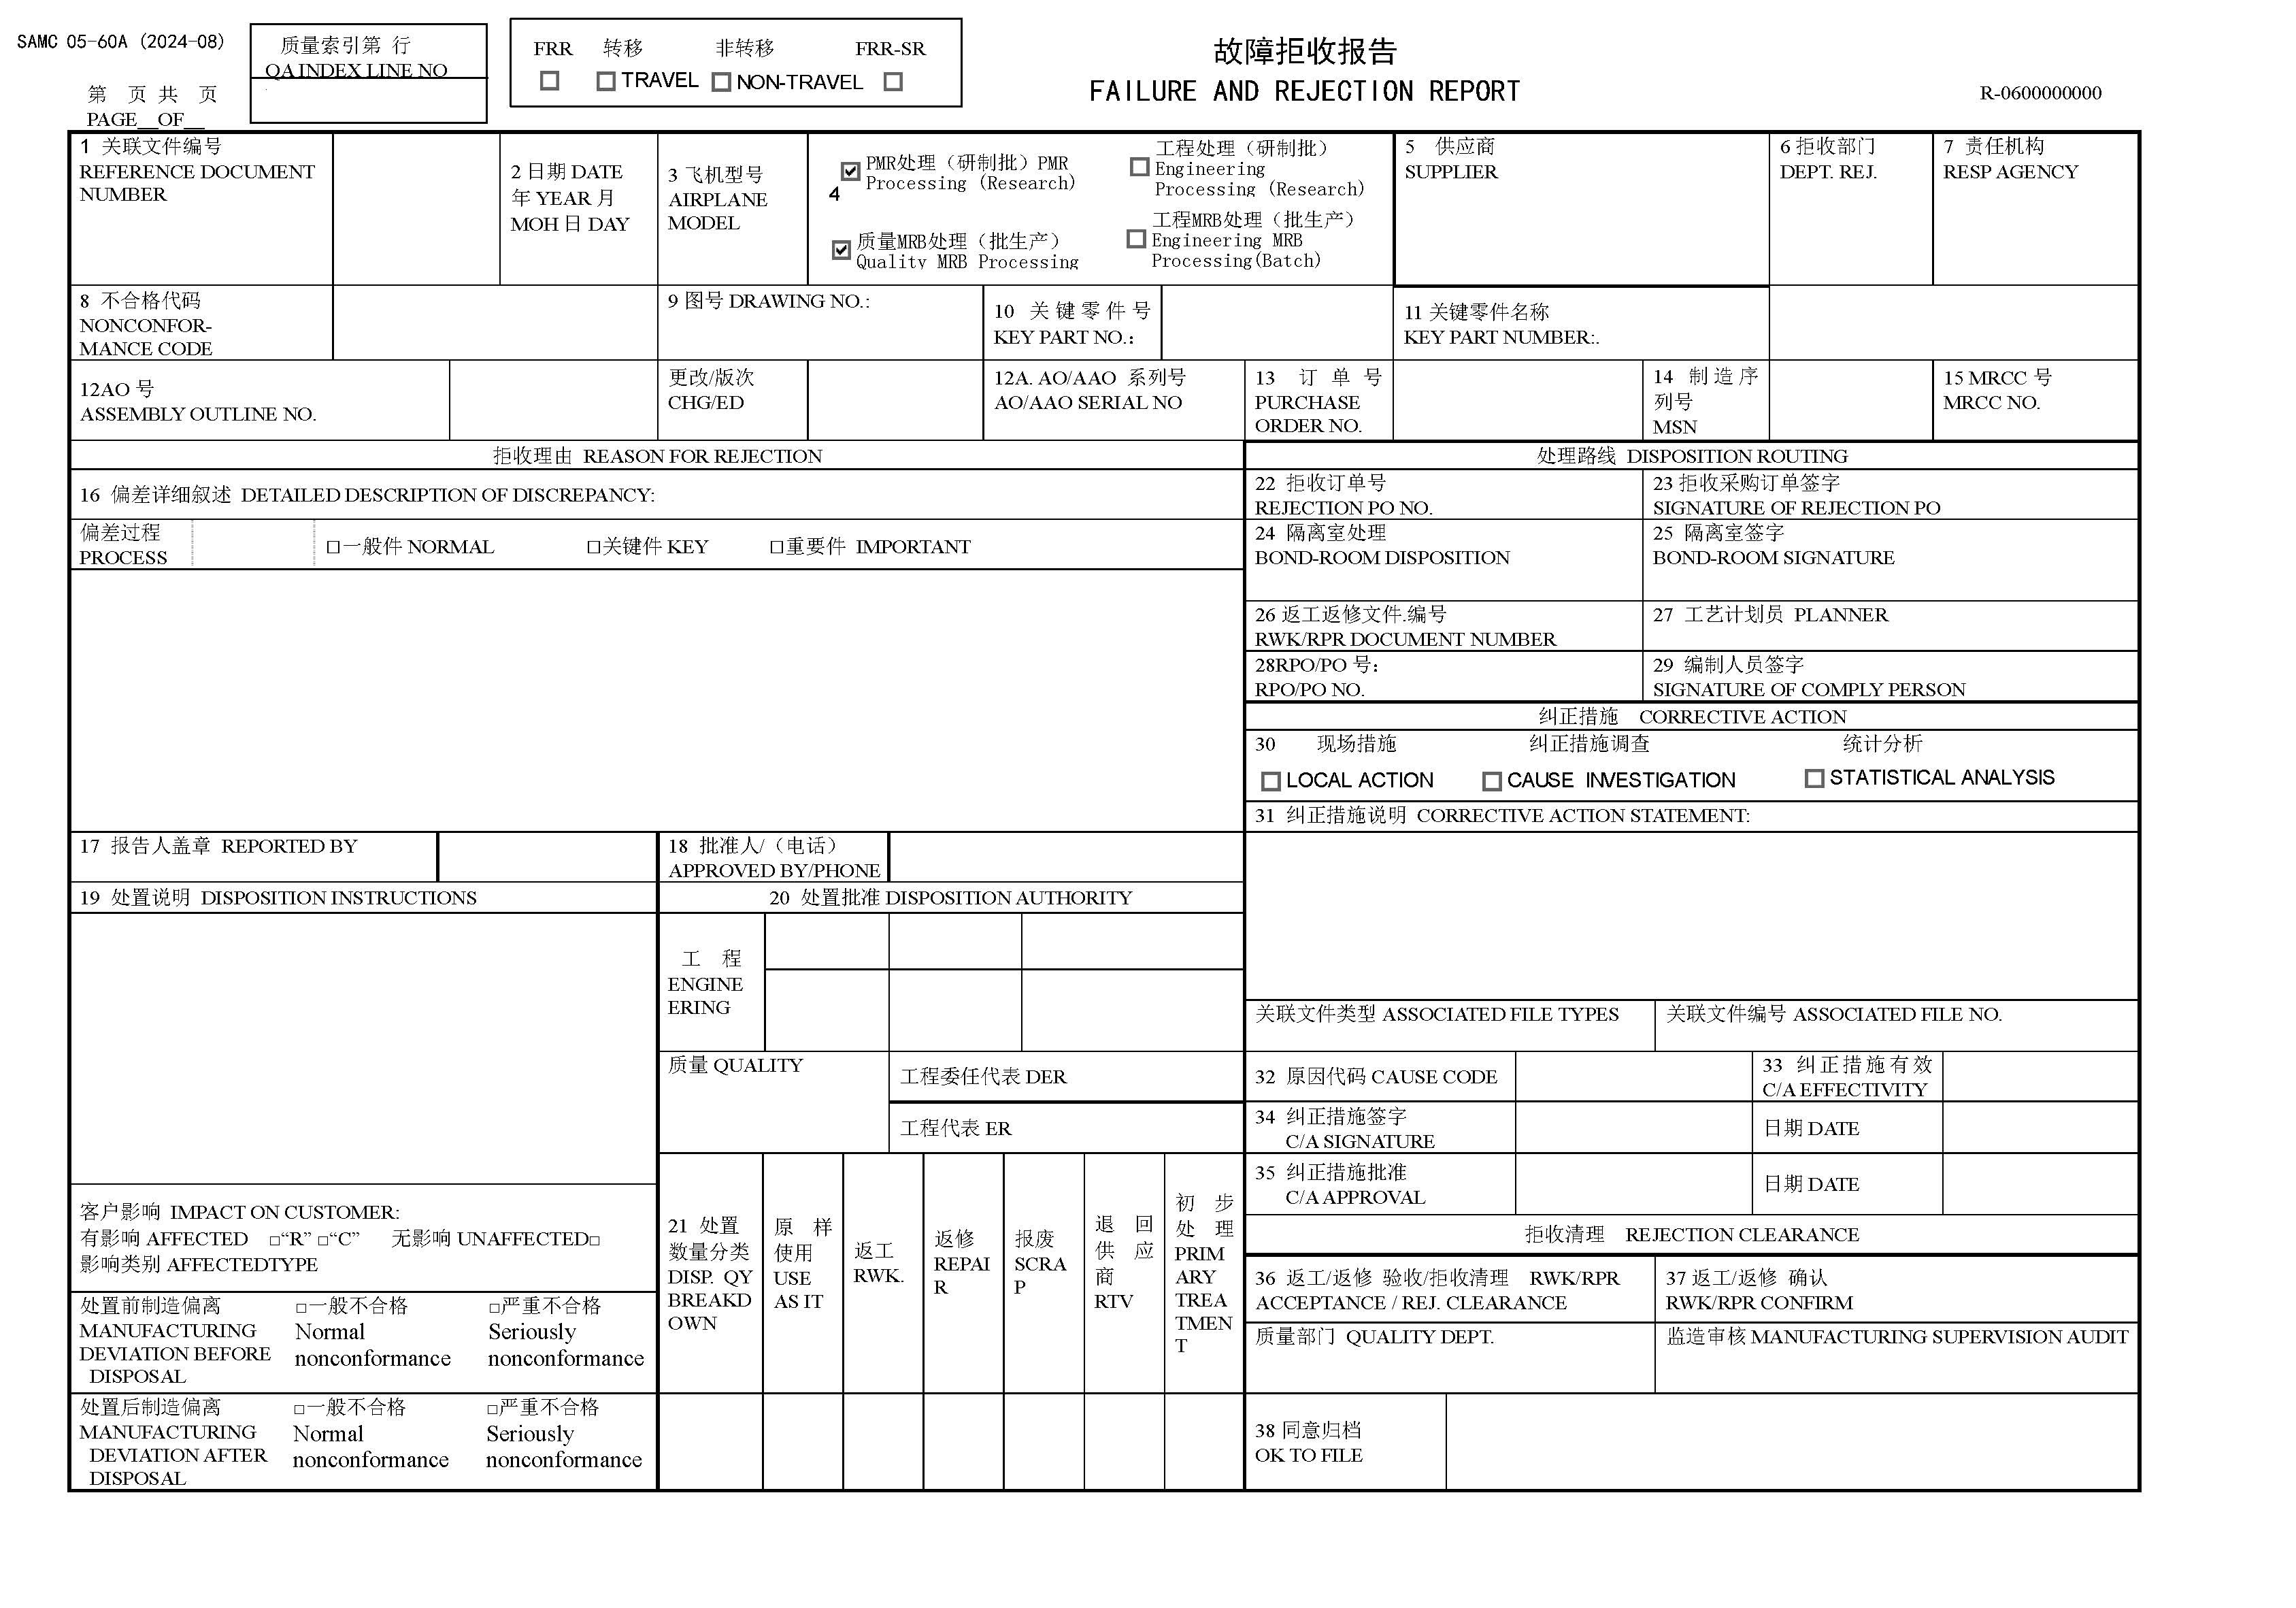 SAMC 05-60A (2024-08)
第 页 共 页
PAGE__OF__
质量索引第 行
QA INDEX LINE NO
FRR 转移 非转移 FRR-SR
□ □ TRAVEL □ NON-TRAVEL □
故障拒收报告
FAILURE AND REJECTION REPORT
R-0600000000
1 关联文件编号
REFERENCE DOCUMENT
NUMBER
2 日期 DATE
年 YEAR 月
MOH 日 DAY
3 飞机型号
AIRPLANE
MODEL
4
☑ PMR处理（研制批）PMR
Processing (Research)
□ 工程处理（研制批）
Engineering
Processing (Research)
☑ 质量MRB处理（批生产）
Quality MRB Processing
□ 工程MRB处理（批生产）
Engineering MRB
Processing(Batch)
5 供应商
SUPPLIER
6 拒收部门
DEPT. REJ.
7 责任机构
RESP AGENCY
8 不合格代码
NONCONFOR-
MANCE CODE
9 图号 DRAWING NO.:
10 关键零件号
KEY PART NO.：
11 关键零件名称
KEY PART NUMBER:.
12AO 号
ASSEMBLY OUTLINE NO.
更改/版次
CHG/ED
12A. AO/AAO 系列号
AO/AAO SERIAL NO
13 订单号
PURCHASE
ORDER NO.
14 制造序
列号
MSN
15 MRCC 号
MRCC NO.
拒收理由 REASON FOR REJECTION
16 偏差详细叙述 DETAILED DESCRIPTION OF DISCREPANCY:
偏差过程
PROCESS
□一般件 NORMAL □关键件 KEY □重要件 IMPORTANT
17 报告人盖章 REPORTED BY
18 批准人/（电话）
APPROVED BY/PHONE
19 处置说明 DISPOSITION INSTRUCTIONS
20 处置批准 DISPOSITION AUTHORITY
工 程
ENGINE
ERING
质量 QUALITY
工程委任代表 DER
工程代表 ER
客户影响 IMPACT ON CUSTOMER:
有影响 AFFECTED □“R” □“C” 无影响 UNAFFECTED□
影响类别 AFFECTEDTYPE
处置前制造偏离
MANUFACTURING
DEVIATION BEFORE
DISPOSAL
□一般不合格
Normal
nonconformance
□严重不合格
Seriously
nonconformance
处置后制造偏离
MANUFACTURING
DEVIATION AFTER
DISPOSAL
□一般不合格
Normal
nonconformance
□严重不合格
Seriously
nonconformance
21 处置
数量分类
DISP. QY
BREAKD
OWN
原 样
使用
USE
AS IT
返工
RWK.
返修
REPAI
R
报废
SCRA
P
退 回
供 应
商
RTV
初 步
处 理
PRIM
ARY
TREA
TMEN
T
处理路线 DISPOSITION ROUTING
22 拒收订单号
REJECTION PO NO.
23 拒收采购订单签字
SIGNATURE OF REJECTION PO
24 隔离室处理
BOND-ROOM DISPOSITION
25 隔离室签字
BOND-ROOM SIGNATURE
26 返工返修文件.编号
RWK/RPR DOCUMENT NUMBER
27 工艺计划员 PLANNER
28RPO/PO 号：
RPO/PO NO.
29 编制人员签字
SIGNATURE OF COMPLY PERSON
纠正措施 CORRECTIVE ACTION
30 现场措施 纠正措施调查 统计分析
□ LOCAL ACTION □ CAUSE INVESTIGATION □ STATISTICAL ANALYSIS
31 纠正措施说明 CORRECTIVE ACTION STATEMENT:
关联文件类型 ASSOCIATED FILE TYPES
关联文件编号 ASSOCIATED FILE NO.
32 原因代码 CAUSE CODE
33 纠正措施有效
C/A EFFECTIVITY
34 纠正措施签字
C/A SIGNATURE
日期 DATE
35 纠正措施批准
C/A APPROVAL
日期 DATE
拒收清理 REJECTION CLEARANCE
36 返工/返修 验收/拒收清理 RWK/RPR
ACCEPTANCE / REJ. CLEARANCE
37 返工/返修 确认
RWK/RPR CONFIRM
质量部门 QUALITY DEPT.
监造审核 MANUFACTURING SUPERVISION AUDIT
38 同意归档
OK TO FILE